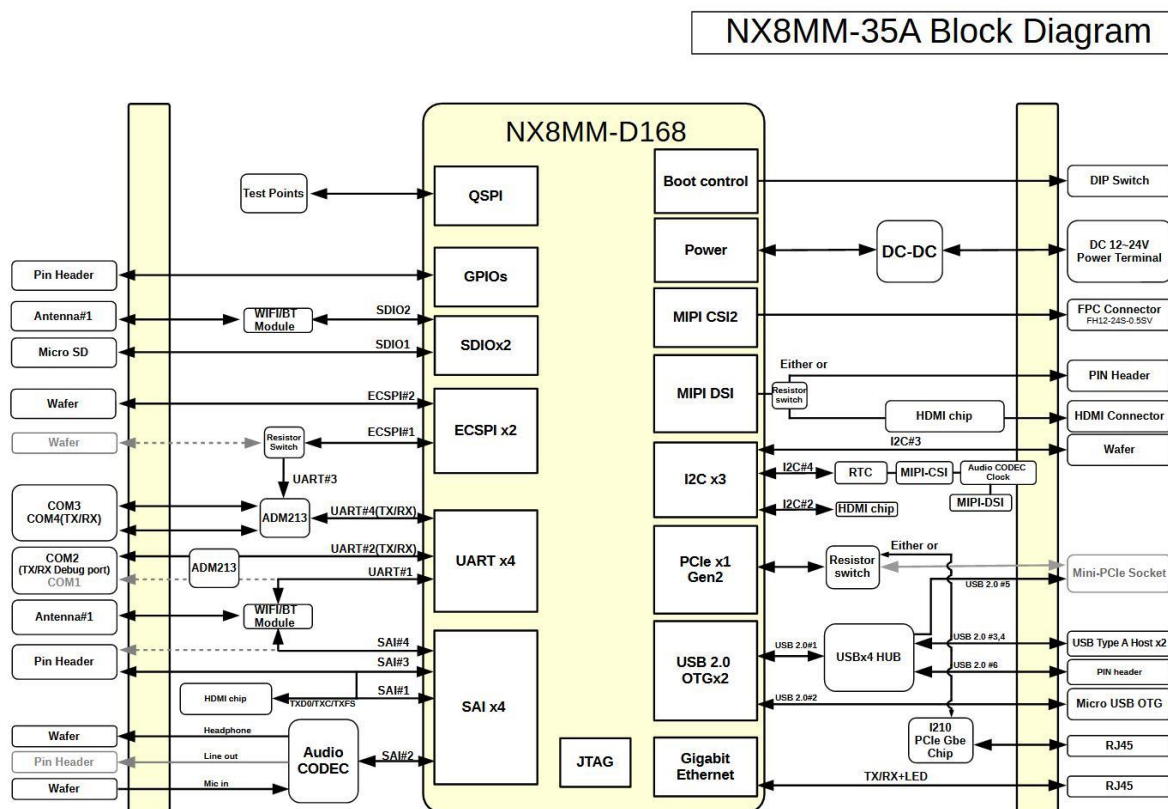 NX8MM-35A Block Diagram
NX8MM-D168
Test Points
QSPI
Pin Header
GPIOs
Antenna#1
WIFI/BT
Module
SDIO2
Micro SD
SDIO1
SDIOx2
Wafer
ECSPI#2
Wafer
Resistor
Switch
ECSPI#1
ECSPI x2
UART#3
COM3
COM4(TX/RX)
ADM213
UART#4(TX/RX)
COM2
(TX/RX Debug port)
COM1
ADM213
UART#2(TX/RX)
UART#1
UART x4
Antenna#1
WIFI/BT
Module
SAI#4
Pin Header
SAI#3
HDMI chip
SAI#1
TXD0/TXC/TXFS
SAI x4
Wafer
Headphone
Pin Header
Line out
Wafer
Mic in
Audio
CODEC
SAI#2
JTAG
Boot control
DIP Switch
Power
DC-DC
DC 12~24V
Power Terminal
MIPI CSI2
FPC Connector
FH12-24S-0.5SV
MIPI DSI
Resistor
switch
Either or
PIN Header
HDMI chip
HDMI Connector
I2C x3
I2C#3
Wafer
I2C#4
RTC
MIPI-CSI
Audio CODEC
Clock
MIPI-DSI
I2C#2
HDMI chip
PCIe x1
Gen2
Resistor
switch
Either or
Mini-PCIe Socket
USB 2.0 #5
USB 2.0
OTGx2
USB 2.0#1
USBx4 HUB
USB 2.0 #3,4
USB Type A Host x2
USB 2.0 #6
PIN header
USB 2.0#2
Micro USB OTG
I210
PCIe Gbe
Chip
RJ45
Gigabit
Ethernet
TX/RX+LED
RJ45